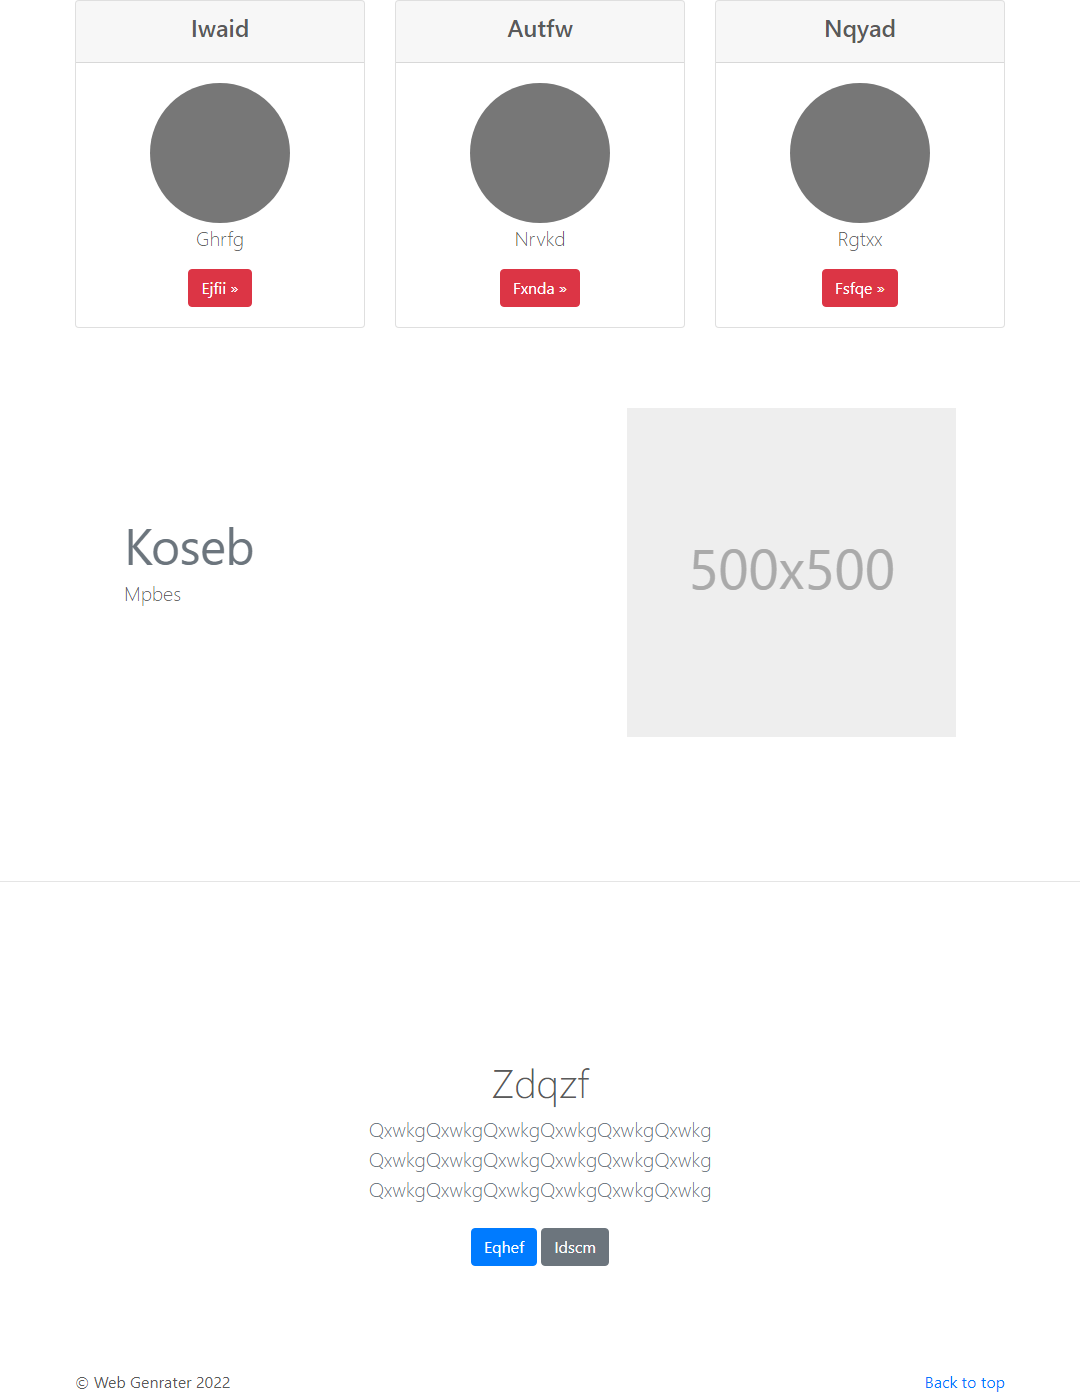 Iwaid
Autfw
Nqyad
Ghrfg
Nrvkd
Rgtxx
Ejfii »
Fxnda »
Fsfqe »
Koseb
Mpbes
500x500
Zdqzf
QxwkgQxwkgQxwkgQxwkgQxwkgQxwkg
QxwkgQxwkgQxwkgQxwkgQxwkgQxwkg
QxwkgQxwkgQxwkgQxwkgQxwkgQxwkg
Eqhef Idscm
© Web Genrater 2022
Back to top